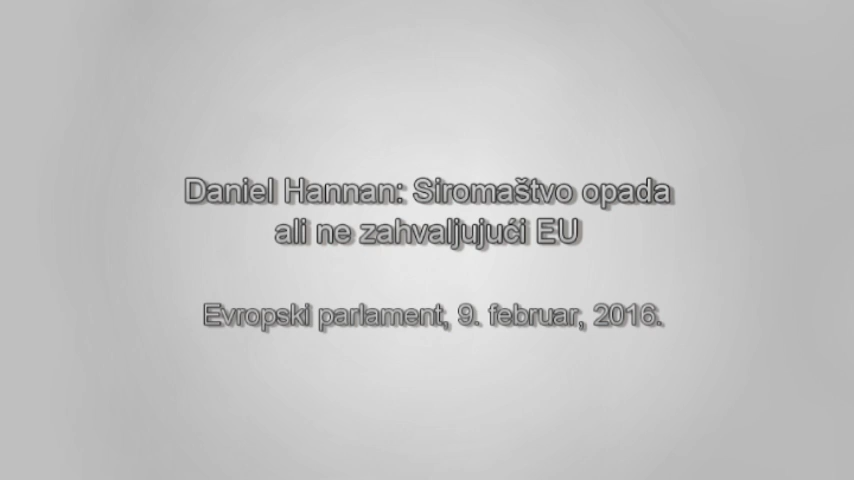 Daniel Hannan: Siromaštvo opada
ali ne zahvaljujući EU
Evropski parlament, 9. februar, 2016.